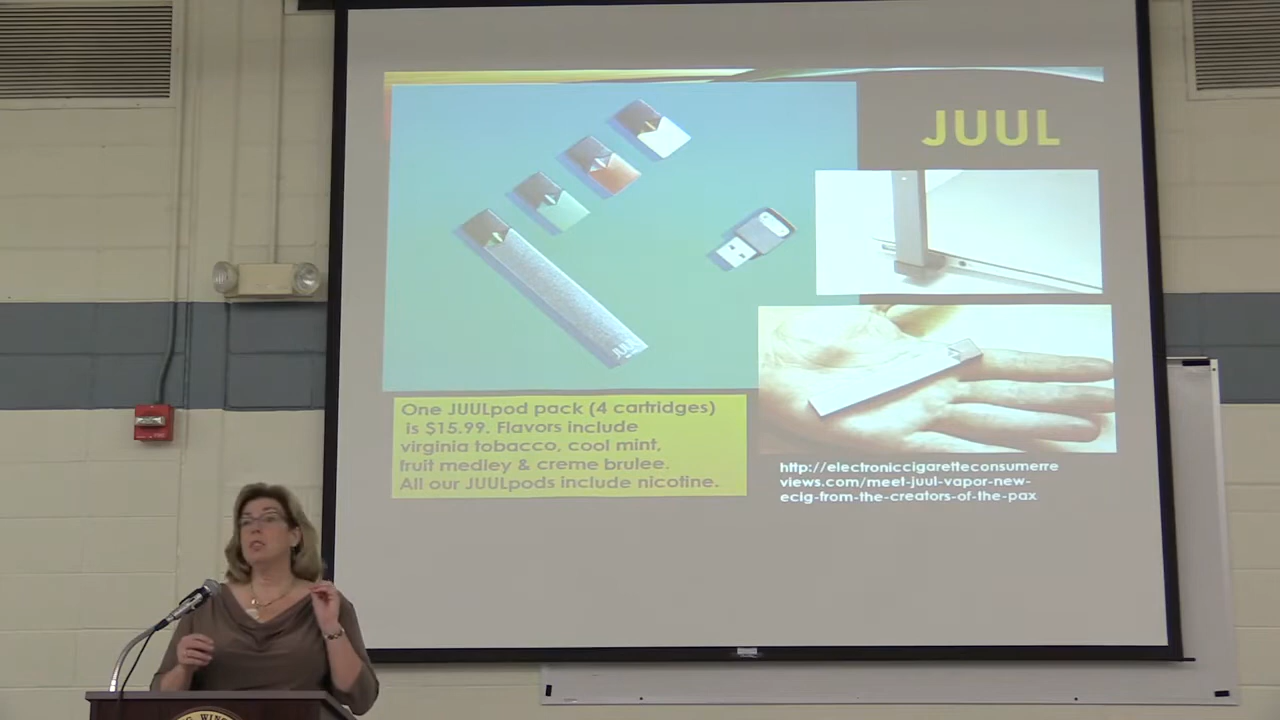 JUUL
JUUL
One JUULpod pack (4 cartridges)
is $15.99. Flavors include
virginia tobacco, cool mint,
fruit medley & creme brulee.
All our JUULpods include nicotine.
http://electroniccigaretteconsumerre
views.com/meet-juul-vapor-new-
ecig-from-the-creators-of-the-pax